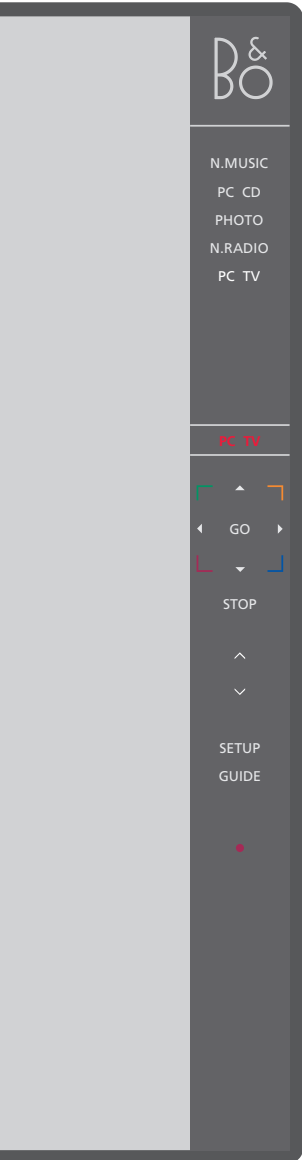 B&O
N.MUSIC
PC CD
PHOTO
N.RADIO
PC TV
PC TV
GO
STOP
SETUP
GUIDE